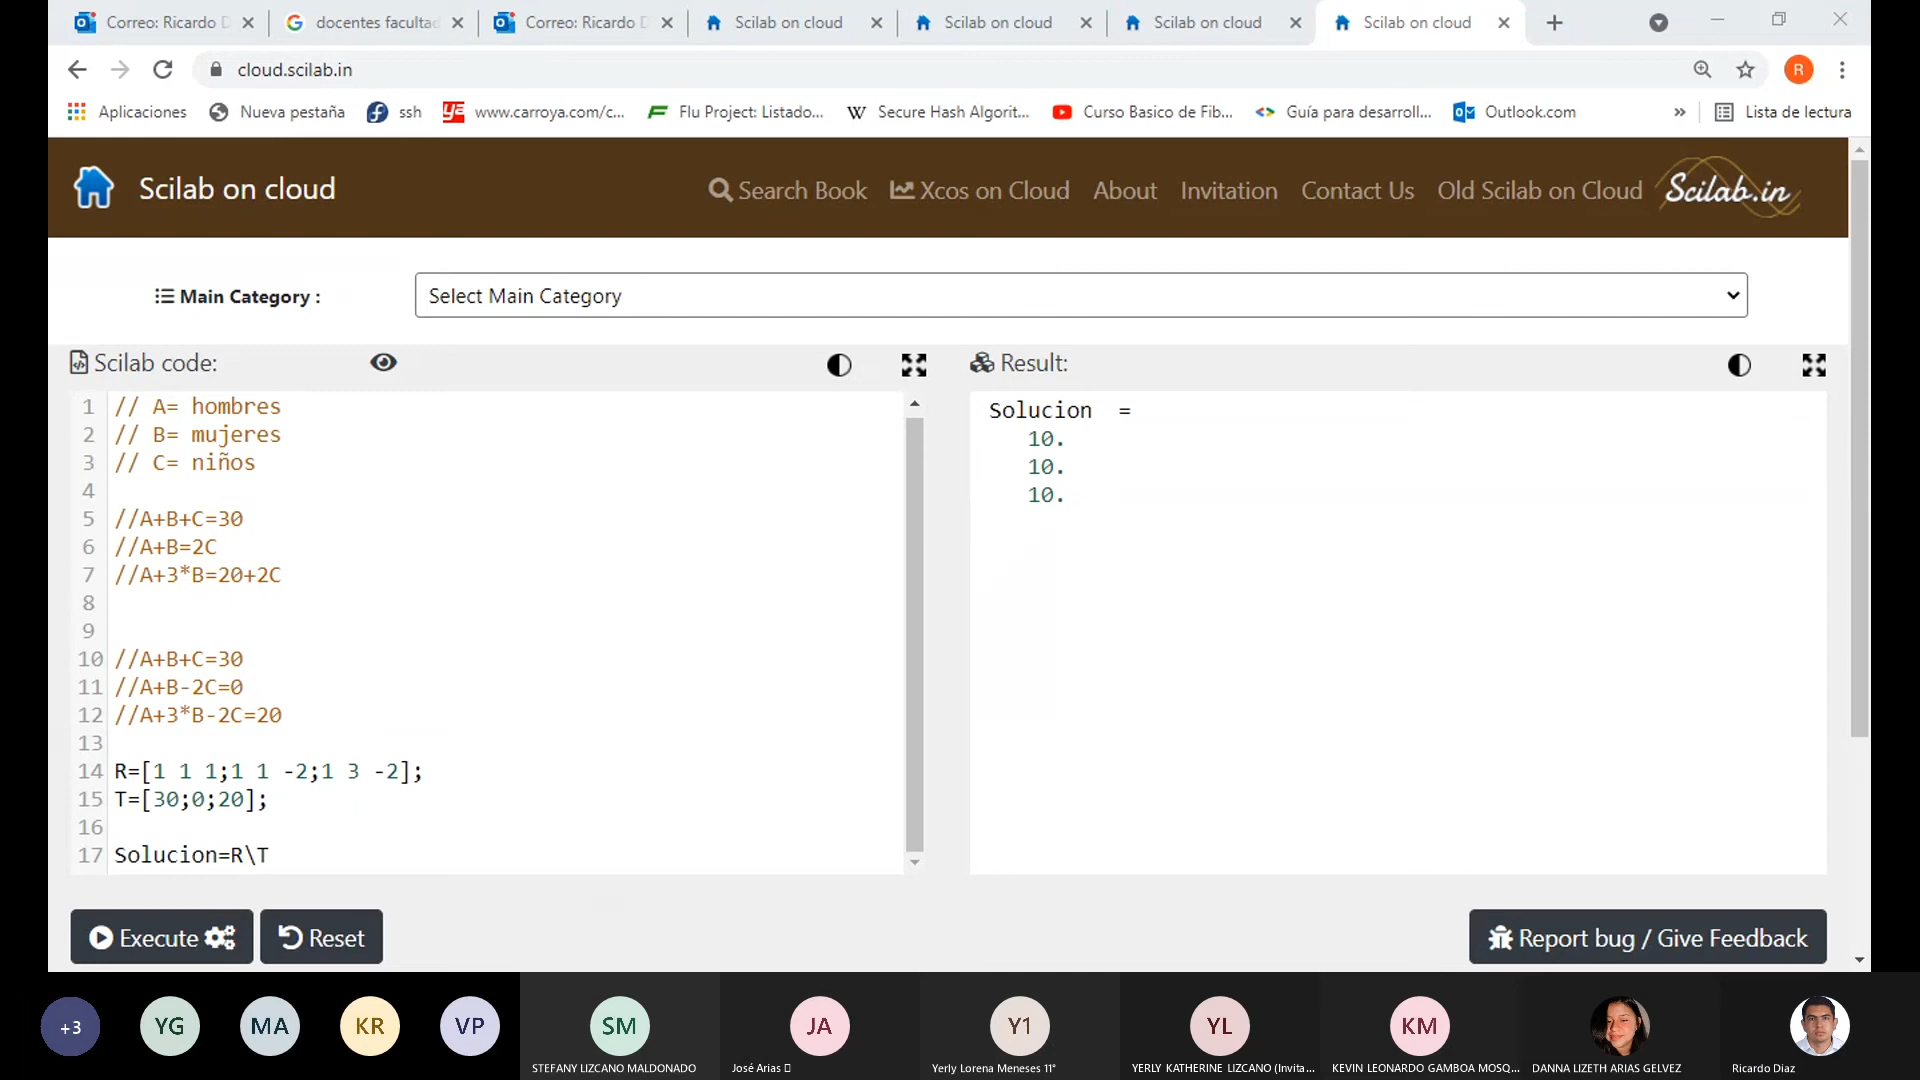 Correo: Ricardo D
docentes facultad
Correo: Ricardo D
Scilab on cloud
Scilab on cloud
Scilab on cloud
Scilab on cloud
cloud.scilab.in
R
Aplicaciones
Nueva pestaña
ssh
www.carroya.com/c...
Flu Project: Listado...
W Secure Hash Algorit...
Curso Basico de Fib...
Guía para desarroll...
Outlook.com
»
Lista de lectura
Scilab on cloud
Search Book
Xcos on Cloud
About
Invitation
Contact Us
Old Scilab on Cloud
Scilab.in
Main Category :
Select Main Category
Scilab code:
Result:
1 // A= hombres
2 // B= mujeres
3 // C= niños
4
5 //A+B+C=30
6 //A+B=2C
7 //A+3*B=20+2C
8
9
10 //A+B+C=30
11 //A+B-2C=0
12 //A+3*B-2C=20
13
14 R=[1 1 1;1 1 -2;1 3 -2];
15 T=[30;0;20];
16
17 Solucion=R\T
Solucion =
10.
10.
10.
Execute
Reset
Report bug / Give Feedback
+3
YG
MA
KR
VP
SM
JA
Y1
YL
KM
STEFANY LIZCANO MALDONADO
José Arias
Yerly Lorena Meneses 11°
YERLY KATHERINE LIZCANO (Invita...
KEVIN LEONARDO GAMBOA MOSQ...
DANNA LIZETH ARIAS GELVEZ
Ricardo Diaz